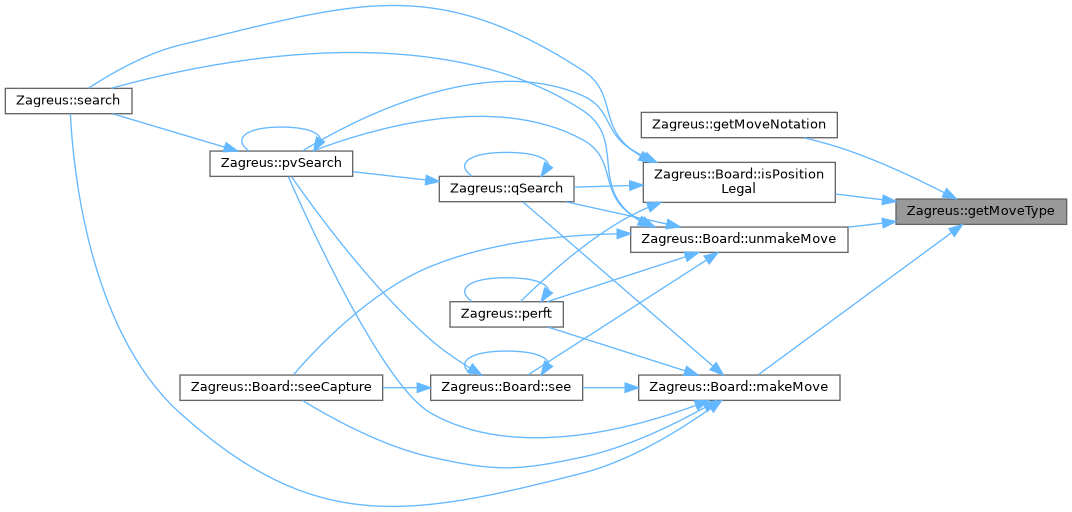 Zagreus::search
Zagreus::getMoveNotation
Zagreus::pvSearch
Zagreus::Board::isPosition
Legal
Zagreus::qSearch
Zagreus::getMoveType
Zagreus::Board::unmakeMove
Zagreus::perft
Zagreus::Board::seeCapture
Zagreus::Board::see
Zagreus::Board::makeMove